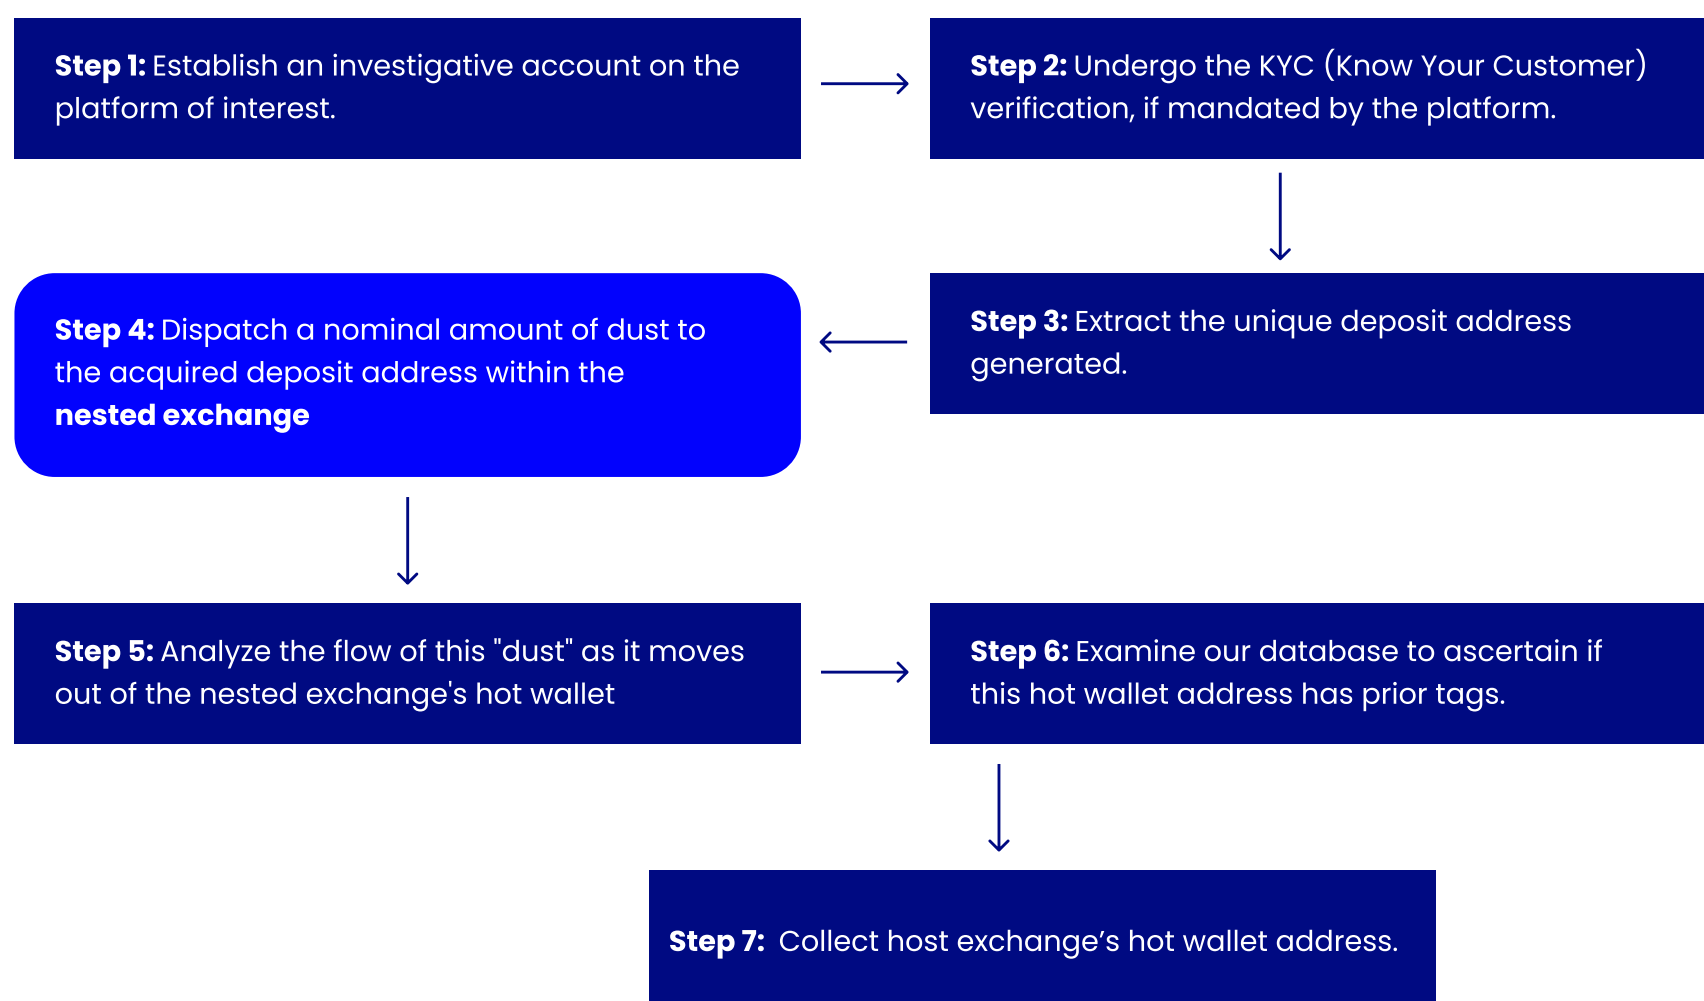 Step 1: Establish an investigative account on the
platform of interest.
Step 2: Undergo the KYC (Know Your Customer)
verification, if mandated by the platform.
Step 3: Extract the unique deposit address
generated.
Step 4: Dispatch a nominal amount of dust to
the acquired deposit address within the
nested exchange
Step 5: Analyze the flow of this "dust" as it moves
out of the nested exchange's hot wallet
Step 6: Examine our database to ascertain if
this hot wallet address has prior tags.
Step 7: Collect host exchange’s hot wallet address.